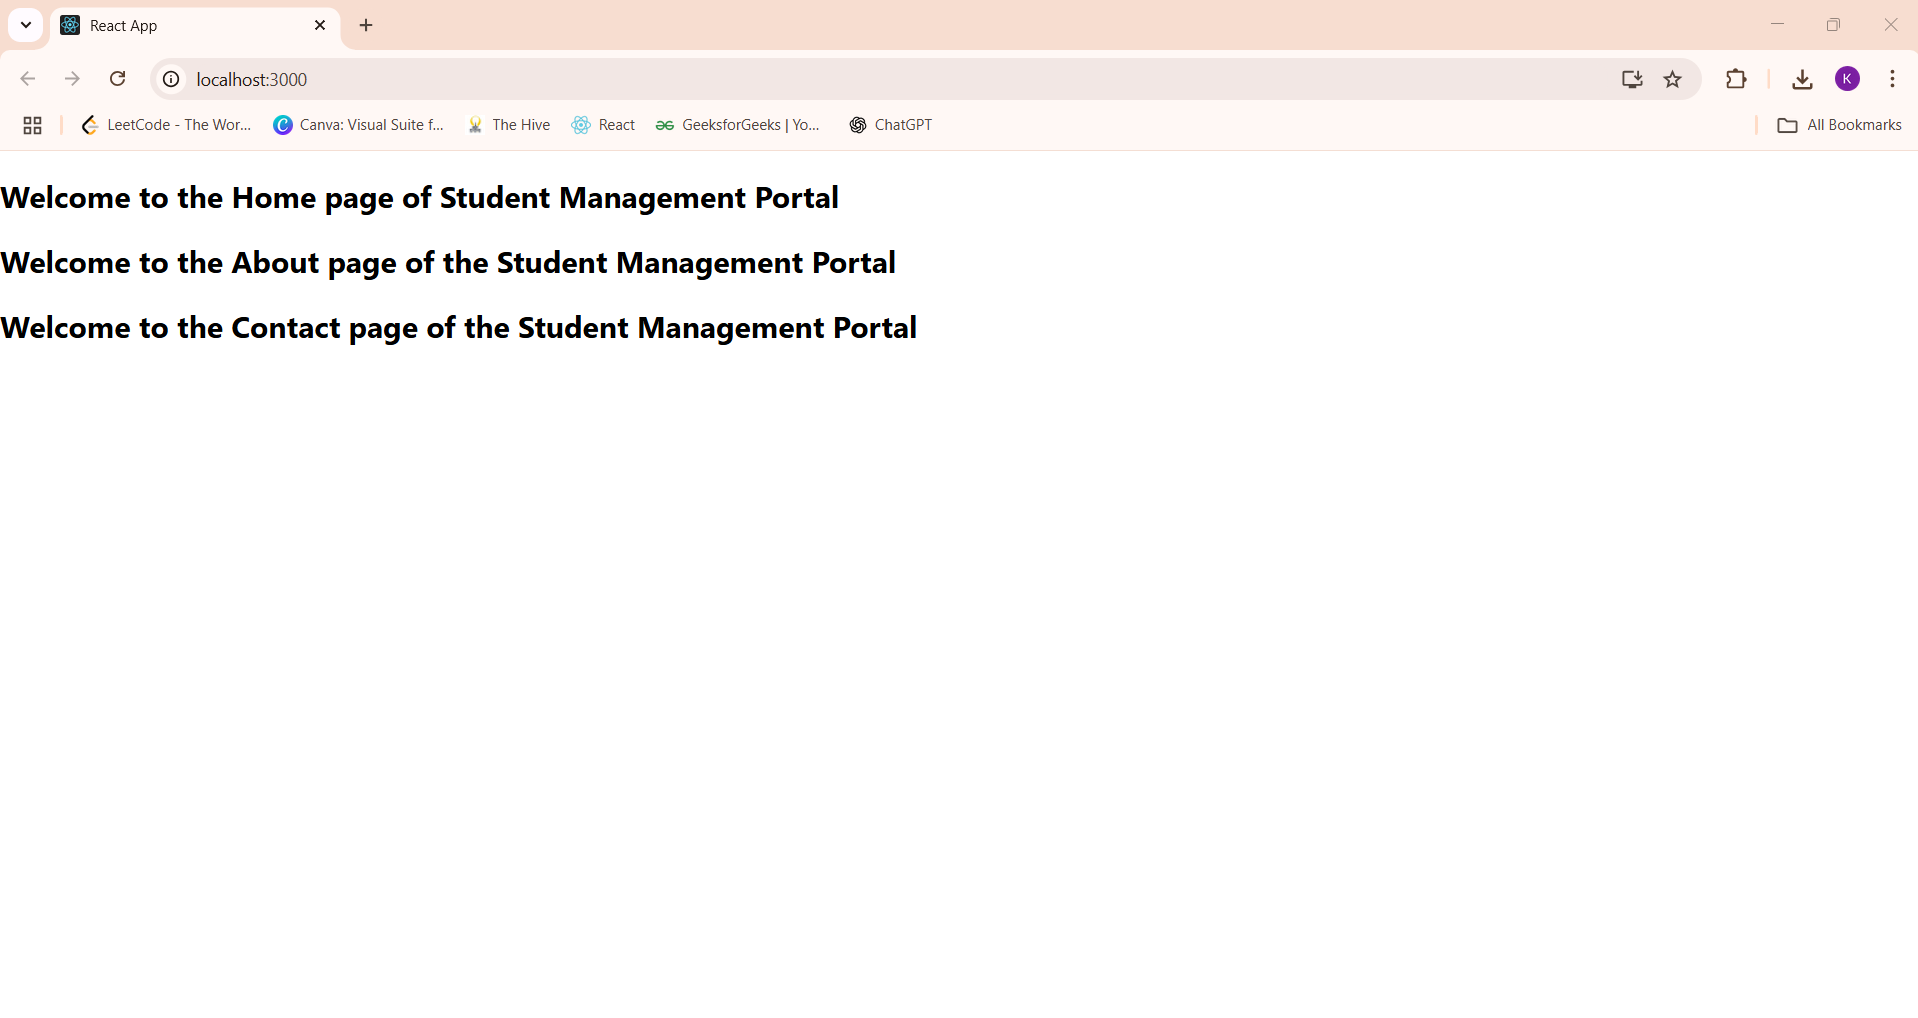 React App
localhost:3000
LeetCode - The Wor...
Canva: Visual Suite f...
The Hive
React
GeeksforGeeks | Yo...
ChatGPT
All Bookmarks
K
Welcome to the Home page of Student Management Portal
Welcome to the About page of the Student Management Portal
Welcome to the Contact page of the Student Management Portal